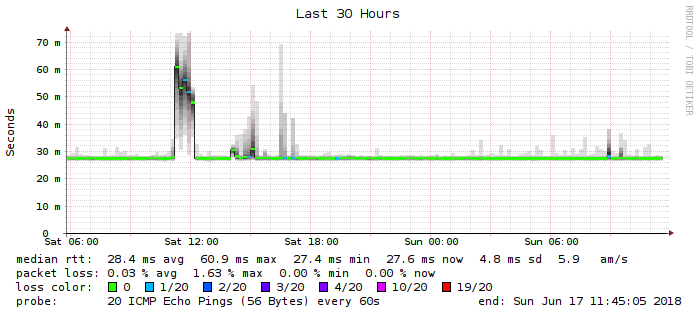 Last 30 Hours
RRDTOOL / TOBI OETIKER
Seconds
70 m
60 m
50 m
40 m
30 m
20 m
10 m
0
Sat 06:00 Sat 12:00 Sat 18:00 Sun 00:00 Sun 06:00
median rtt: 28.4 ms avg 60.9 ms max 27.4 ms min 27.6 ms now 4.8 ms sd 5.9 am/s
packet loss: 0.03 % avg 1.63 % max 0.00 % min 0.00 % now
loss color: 0 1/20 2/20 3/20 4/20 10/20 19/20
probe: 20 ICMP Echo Pings (56 Bytes) every 60s end: Sun Jun 17 11:45:05 2018